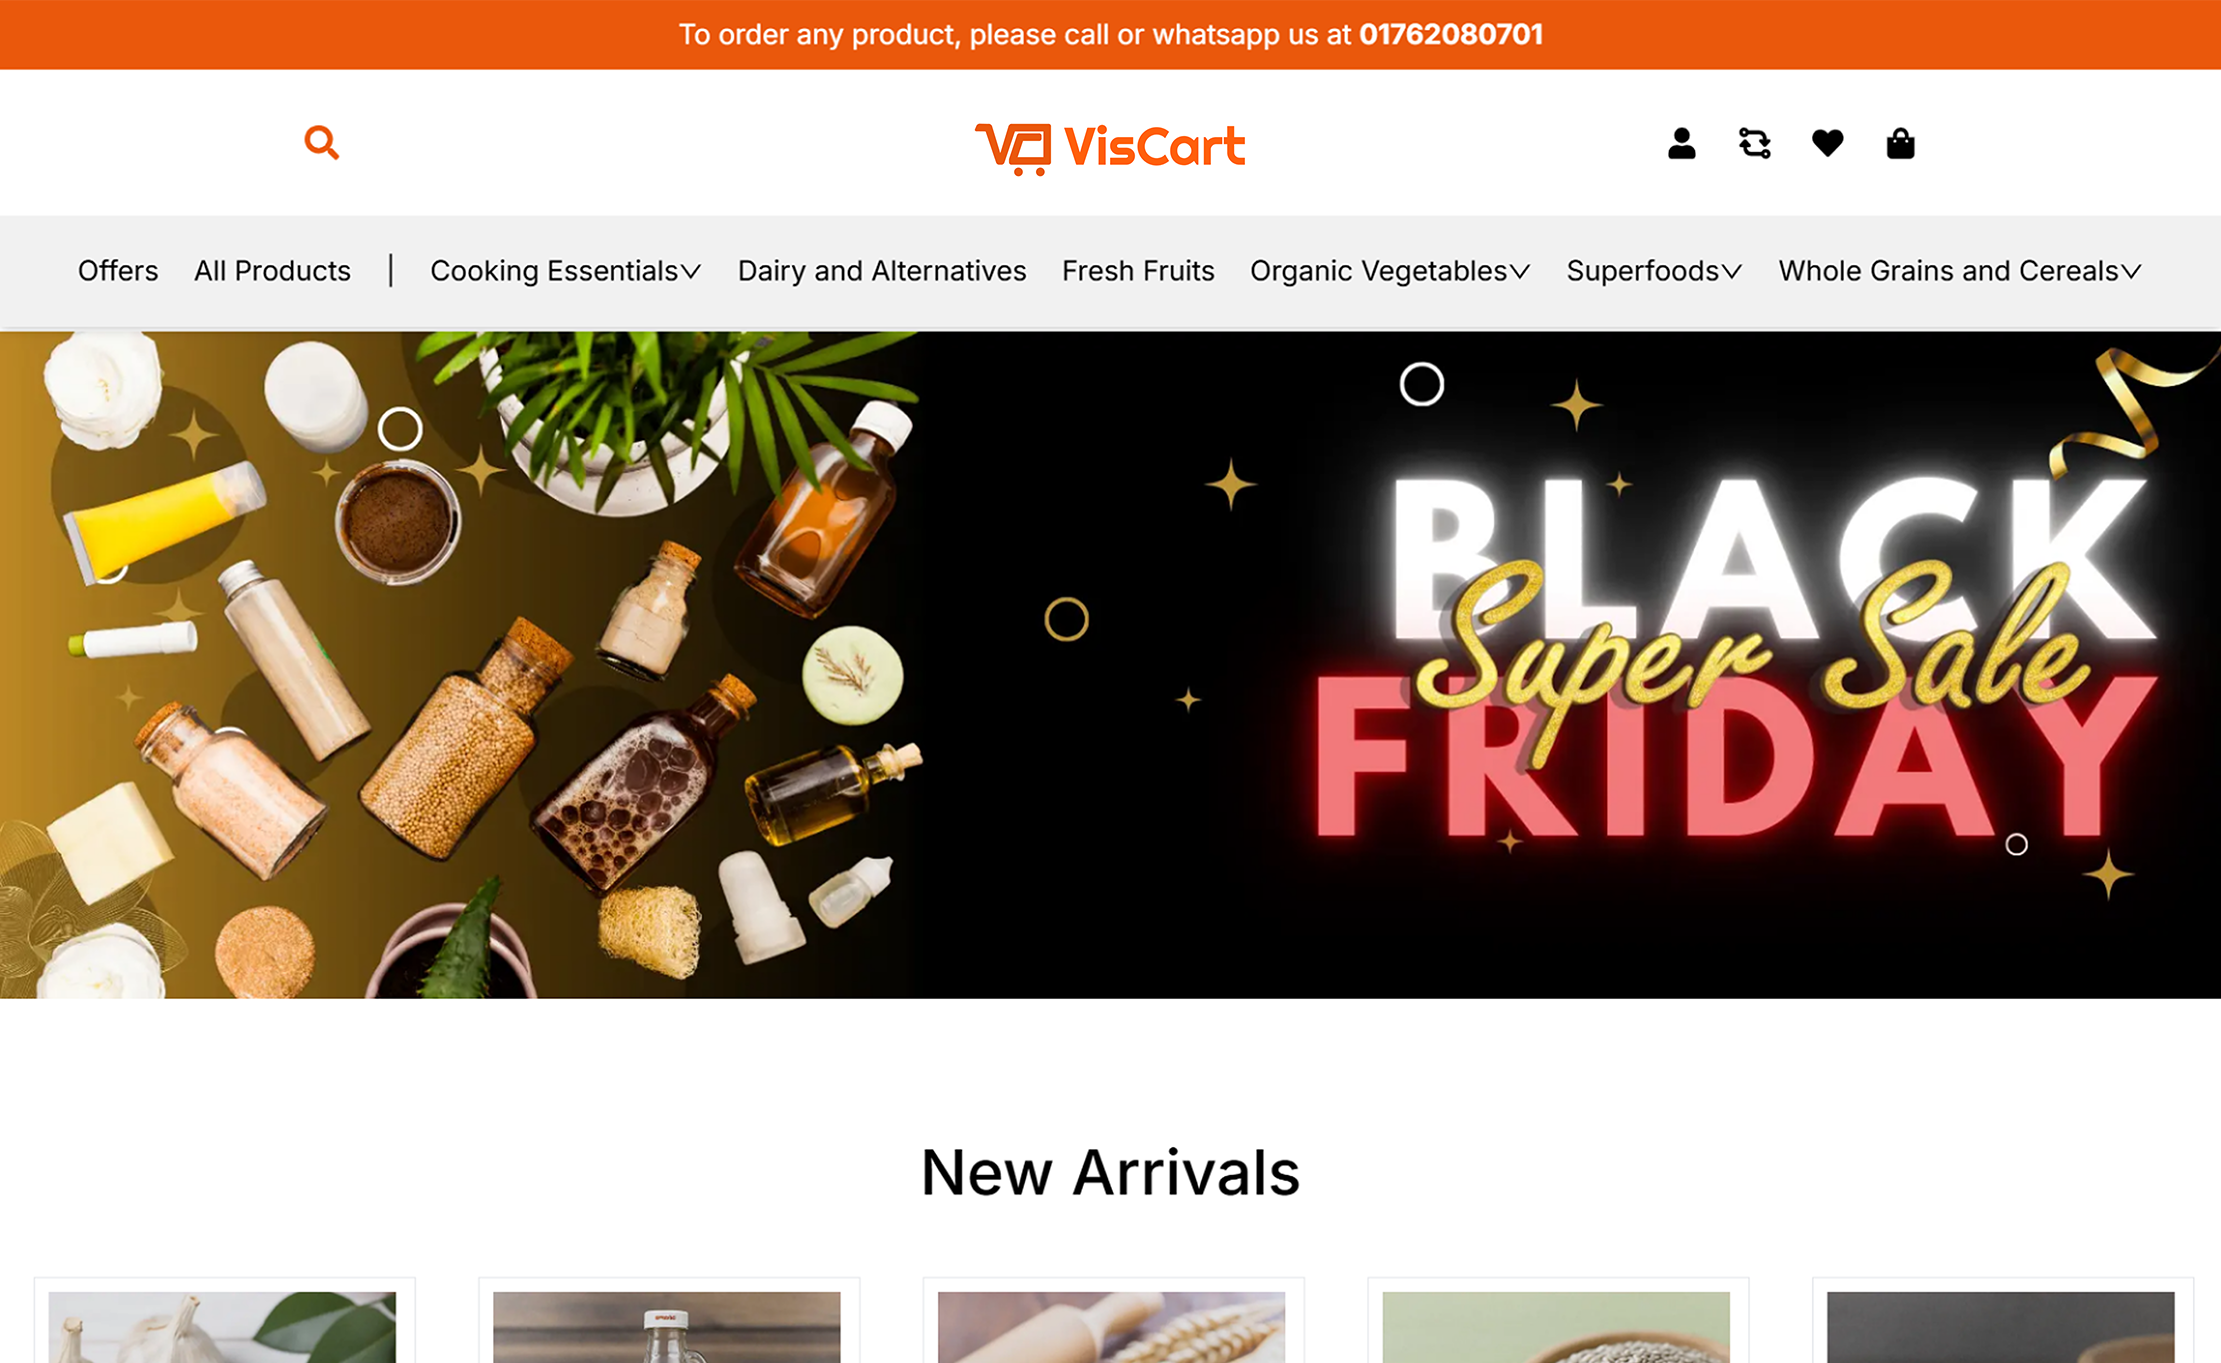 To order any product, please call or whatsapp us at 01762080701
VisCart
Offers All Products | Cooking Essentials Dairy and Alternatives Fresh Fruits Organic Vegetables Superfoods Whole Grains and Cereals
BLACK
Super Sale
FRIDAY
New Arrivals